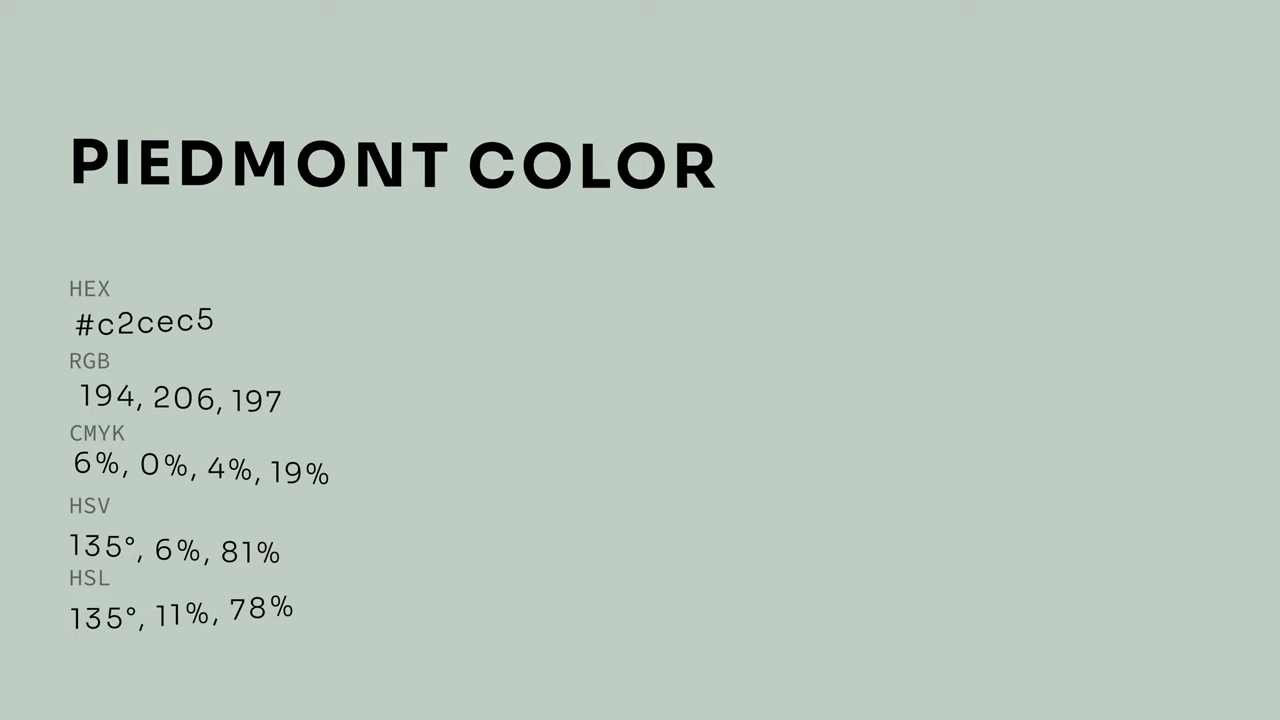 PIEDMONT COLOR
HEX
#c2cec5
RGB
194, 206, 197
CMYK
6%, 0%, 4%, 19%
HSV
135°, 6%, 81%
HSL
135°, 11%, 78%